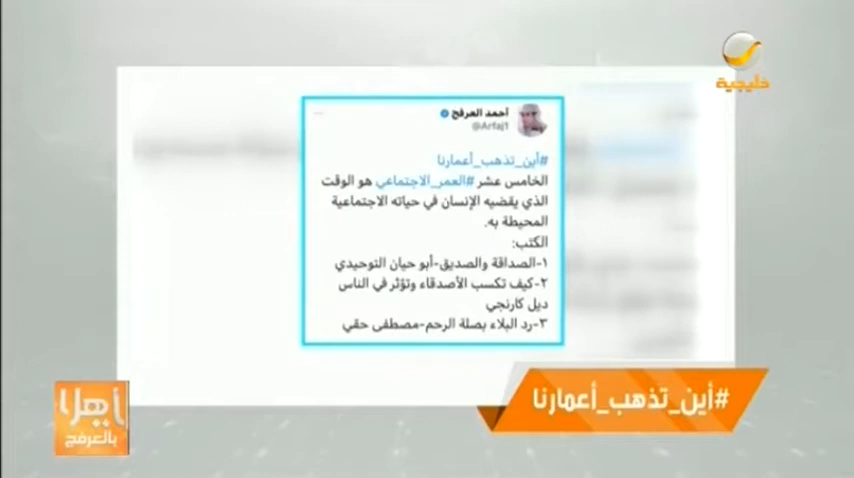 خليجية
أحمد العرفج
@Arfaj1
#أين_تذهب_أعمارنا
الخامس عشر #العمر_الاجتماعي هو الوقت
الذي يقضيه الإنسان في حياته الاجتماعية
المحيطة به.
الكتب:
١-الصداقة والصديق-أبو حيان التوحيدي
٢-كيف تكسب الأصدقاء وتؤثر في الناس
ديل كارنجي
٣-رد البلاء بصلة الرحم-مصطفى حقي
#أين_تذهب_أعمارنا
أهلا
بالعرفج